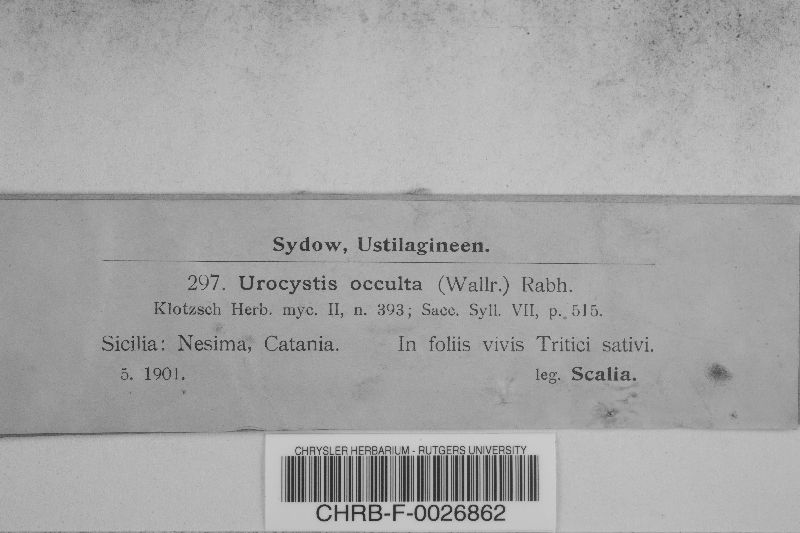 Sydow, Ustilagineen.
297. Urocystis occulta (Wallr.) Rabh.
Klotzsch Herb. myc. II, n. 393; Sacc. Syll. VII, p. 515.
Sicilia: Nesima, Catania. In foliis vivis Tritici sativi.
5. 1901. leg. Scalia.
CHRYSLER HERBARIUM - RUTGERS UNIVERSITY
CHRB-F-0026862